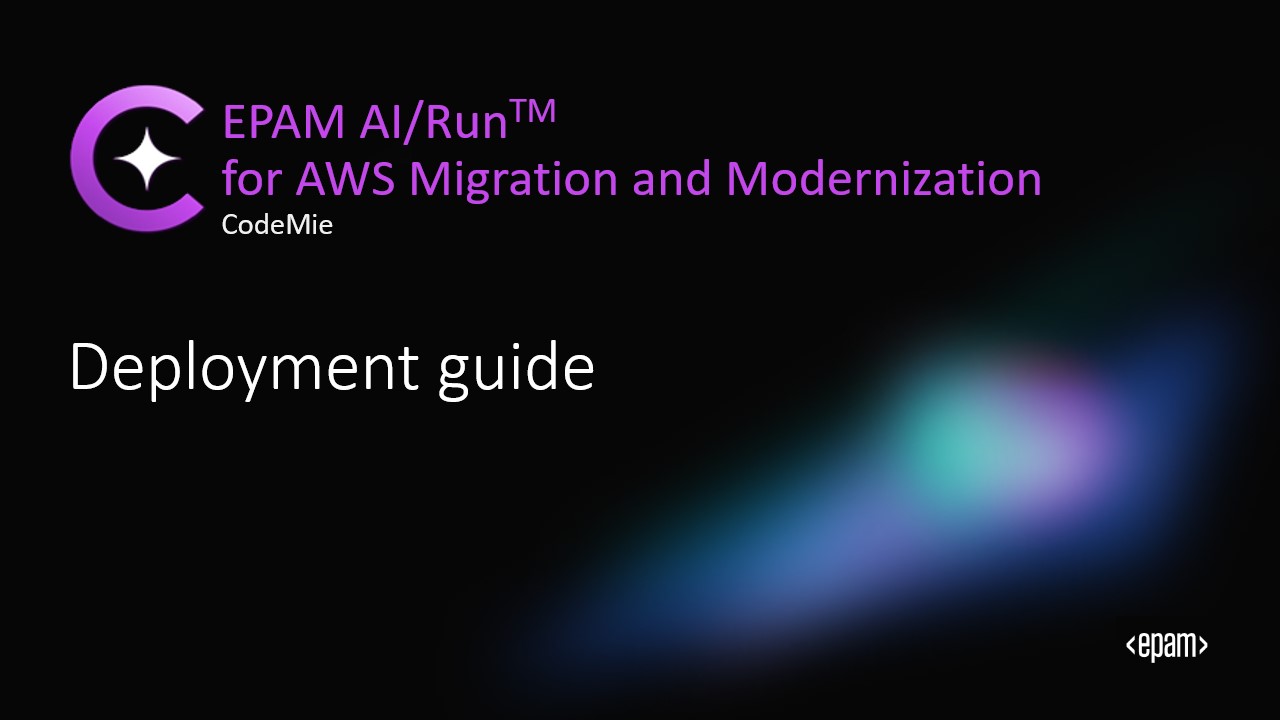 EPAM AI/Run™
for AWS Migration and Modernization
CodeMie
Deployment guide
<epam>